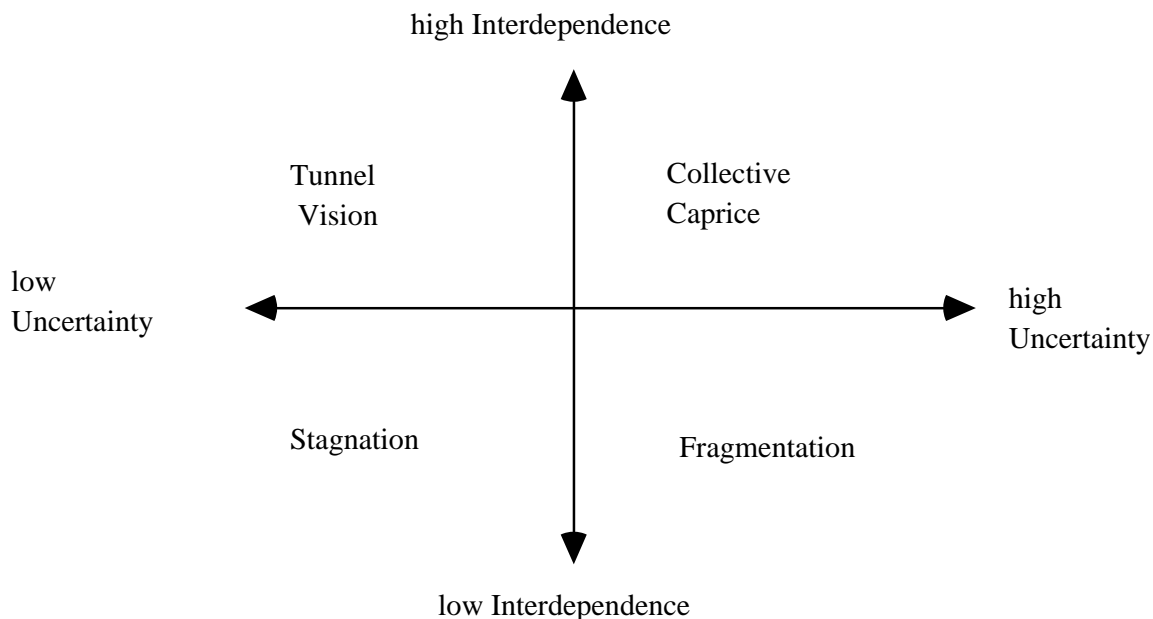 high Interdependence
Tunnel
Vision
Collective
Caprice
low
Uncertainty
high
Uncertainty
Stagnation
Fragmentation
low Interdependence